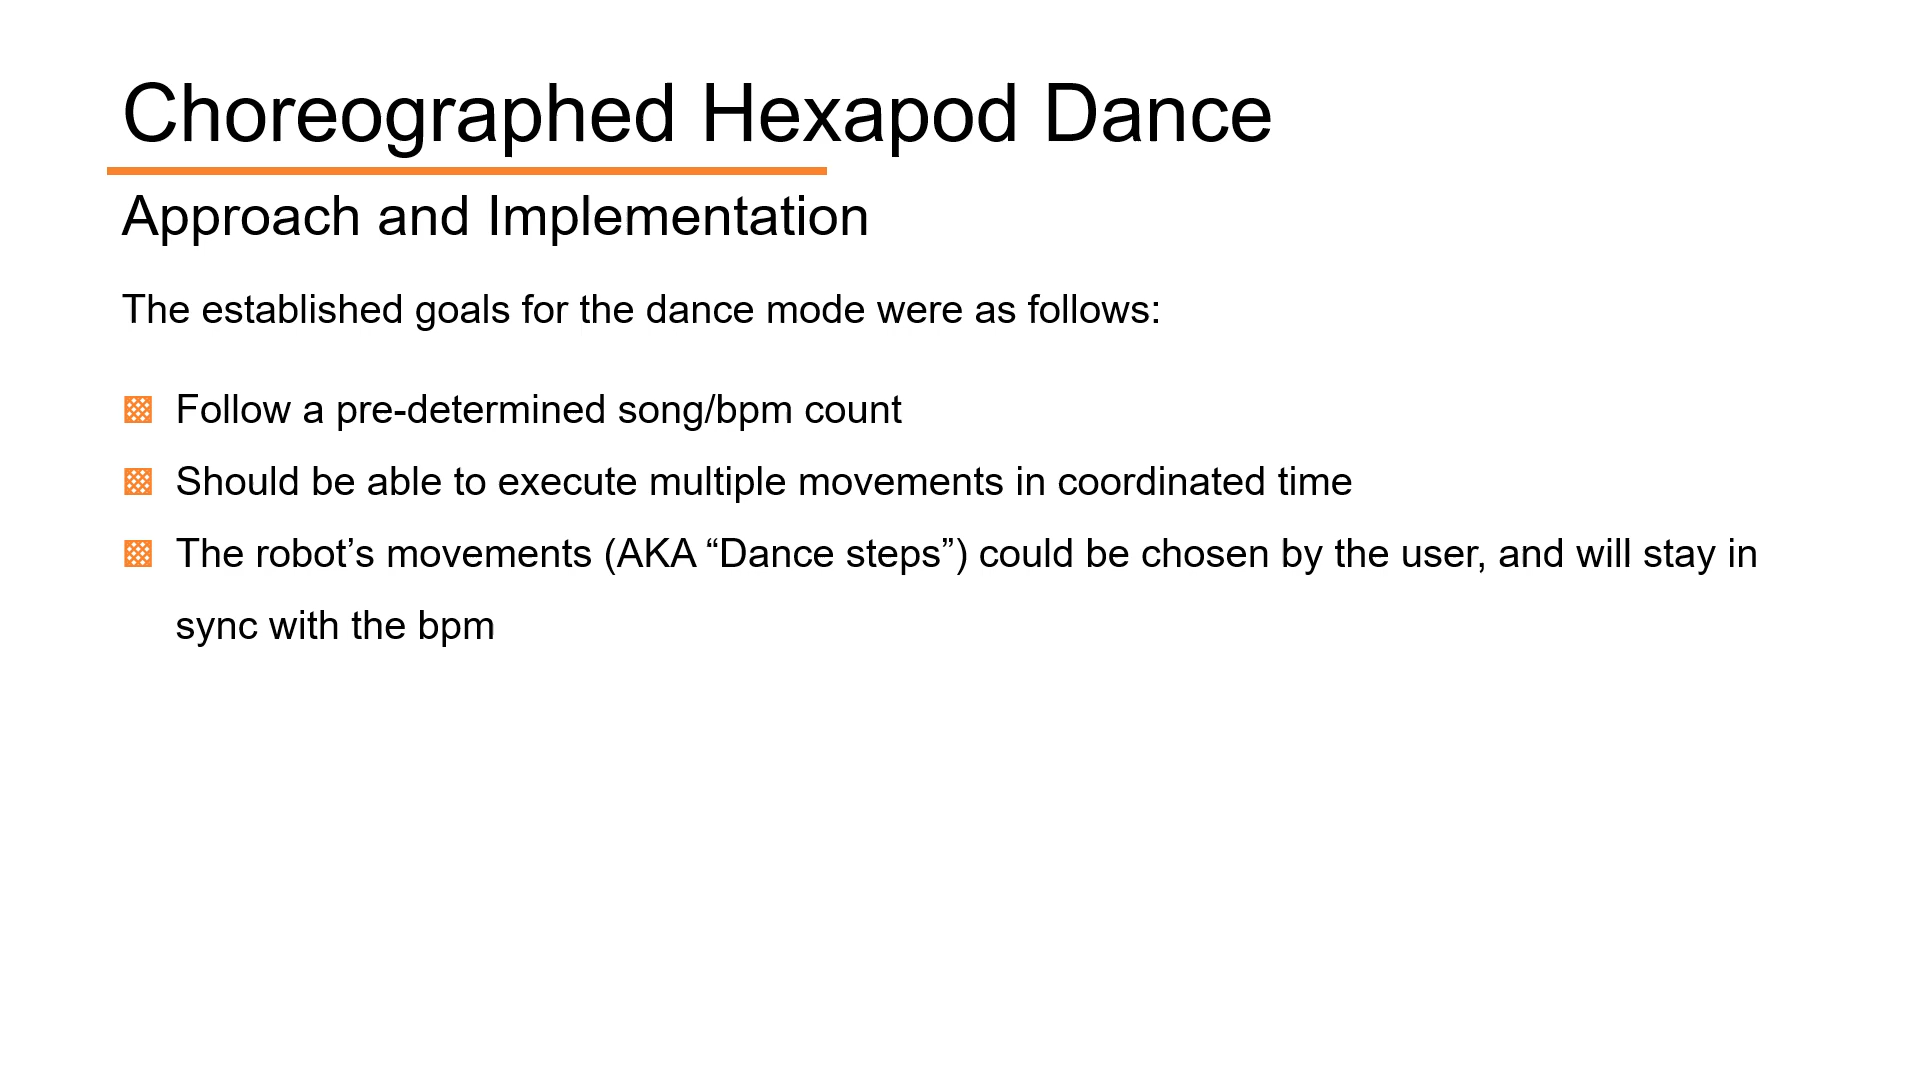 Choreographed Hexapod Dance
Approach and Implementation
The established goals for the dance mode were as follows:
Follow a pre-determined song/bpm count
Should be able to execute multiple movements in coordinated time
The robot’s movements (AKA “Dance steps”) could be chosen by the user, and will stay in
sync with the bpm